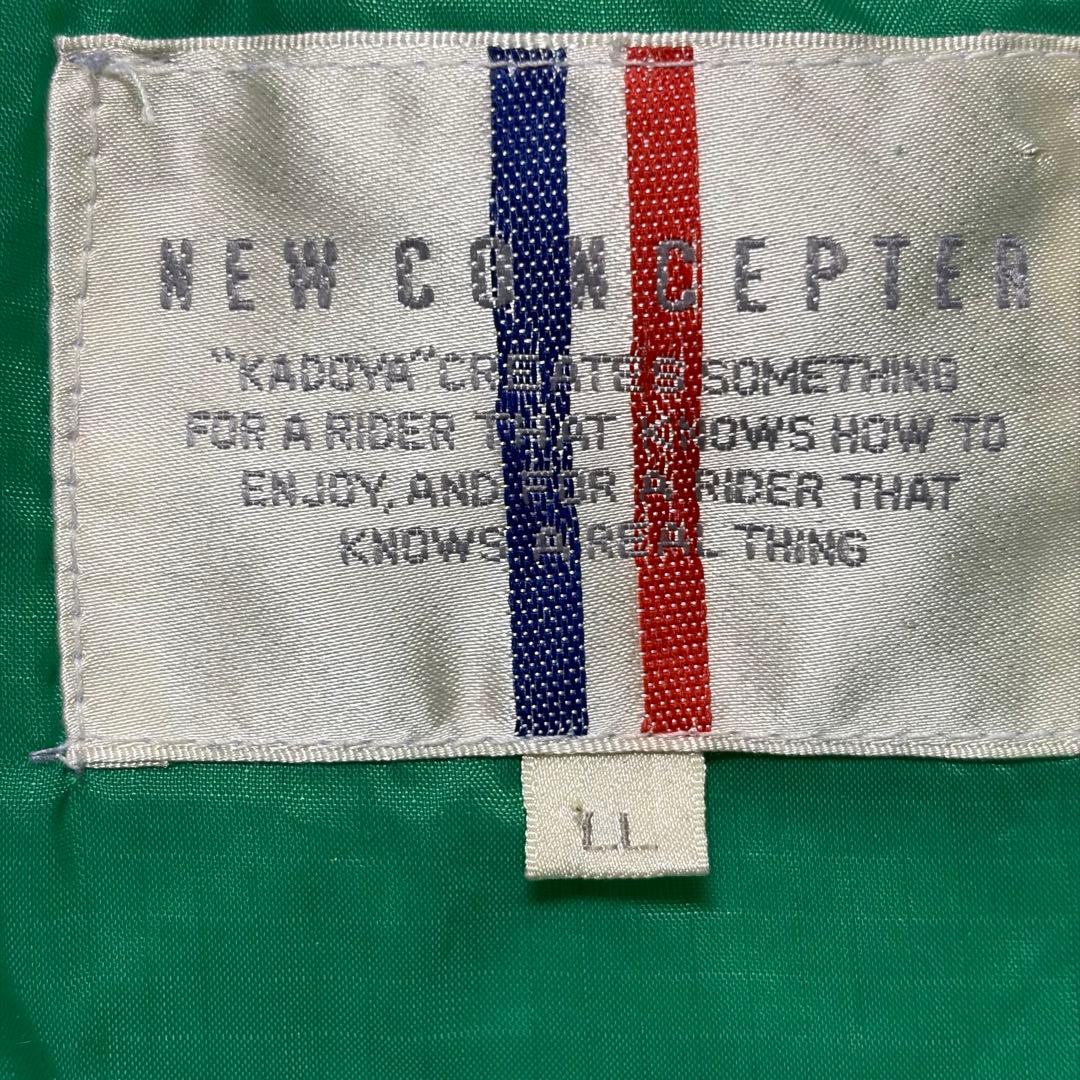 NEW CONCEPTER
"KADOYA" CREATES SOMETHING
FOR A RIDER THAT KNOWS HOW TO
ENJOY, AND FOR A RIDER THAT
KNOWS A REAL THING
LL